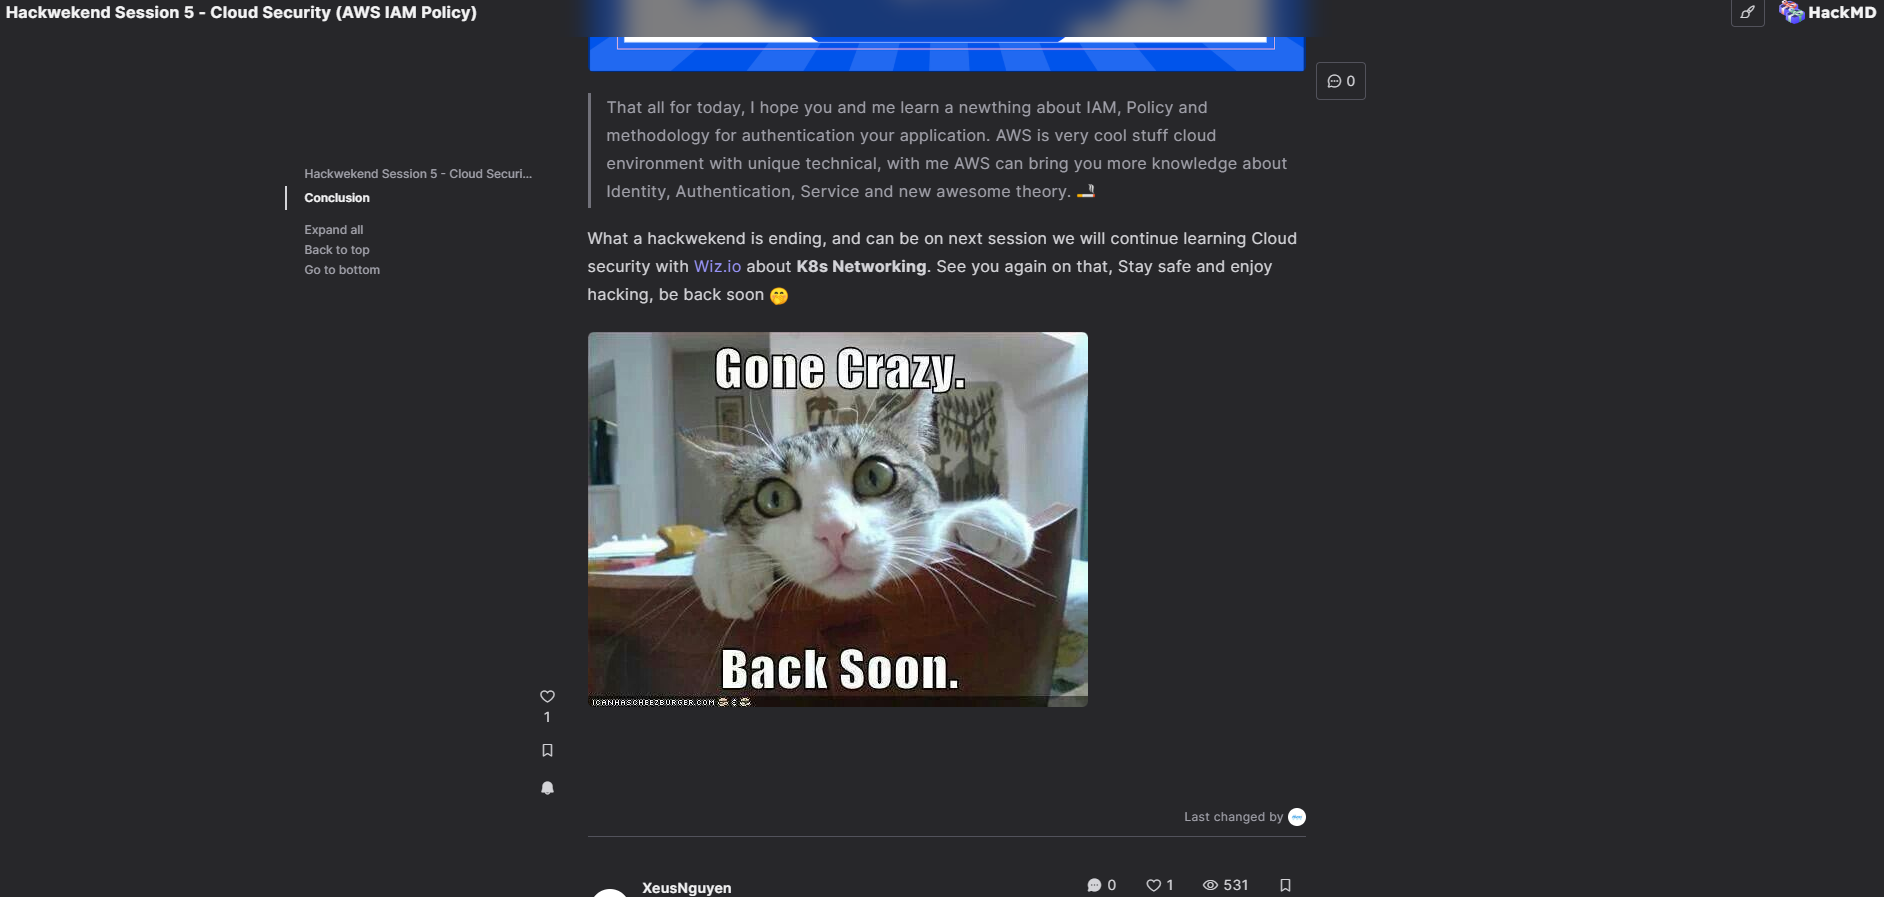 Hackwekend Session 5 - Cloud Security (AWS IAM Policy)
HackMD
0
That all for today, I hope you and me learn a newthing about IAM, Policy and
methodology for authentication your application. AWS is very cool stuff cloud
environment with unique technical, with me AWS can bring you more knowledge about
Identity, Authentication, Service and new awesome theory. 🚬
Hackwekend Session 5 - Cloud Securi...
Conclusion
Expand all
Back to top
Go to bottom
What a hackwekend is ending, and can be on next session we will continue learning Cloud
security with Wiz.io about K8s Networking. See you again on that, Stay safe and enjoy
hacking, be back soon 🤭
Gone Crazy.
Back Soon.
ICANHASCHEEZBURGER.COM
1
Last changed by
XeusNguyen
0
1
531